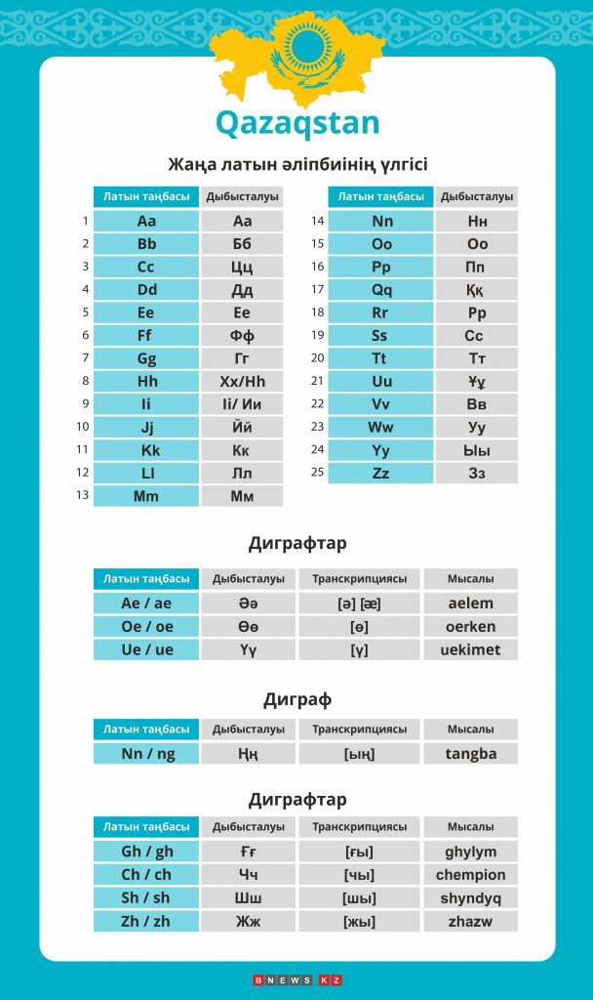 Qazaqstan
Жаңа латын әліпбиінің үлгісі
Латын таңбасы Дыбысталуы
1 Aa Аа
2 Bb Бб
3 Cc Цц
4 Dd Дд
5 Ee Ее
6 Ff Фф
7 Gg Гг
8 Hh Хх/Hh
9 Ii Ii/ Ии
10 Jj Йй
11 Kk Кк
12 Ll Лл
13 Mm Мм
Латын таңбасы Дыбысталуы
14 Nn Нн
15 Oo Оо
16 Pp Пп
17 Qq Ққ
18 Rr Рр
19 Ss Сс
20 Tt Тт
21 Uu Ұұ
22 Vv Вв
23 Ww Уу
24 Yy Ыы
25 Zz Зз
Диграфтар
Латын таңбасы Дыбысталуы Транскрипциясы Мысалы
Ae / ae Әә [ә] [æ] aelem
Oe / oe Өө [ө] oerken
Ue / ue Үү [ү] uekimet
Диграф
Латын таңбасы Дыбысталуы Транскрипциясы Мысалы
Nn / ng Ңң [ың] tangba
Диграфтар
Латын таңбасы Дыбысталуы Транскрипциясы Мысалы
Gh / gh Ғғ [ғы] ghylym
Ch / ch Чч [чы] chempion
Sh / sh Шш [шы] shyndyq
Zh / zh Жж [жы] zhazw
BNEWS KZ